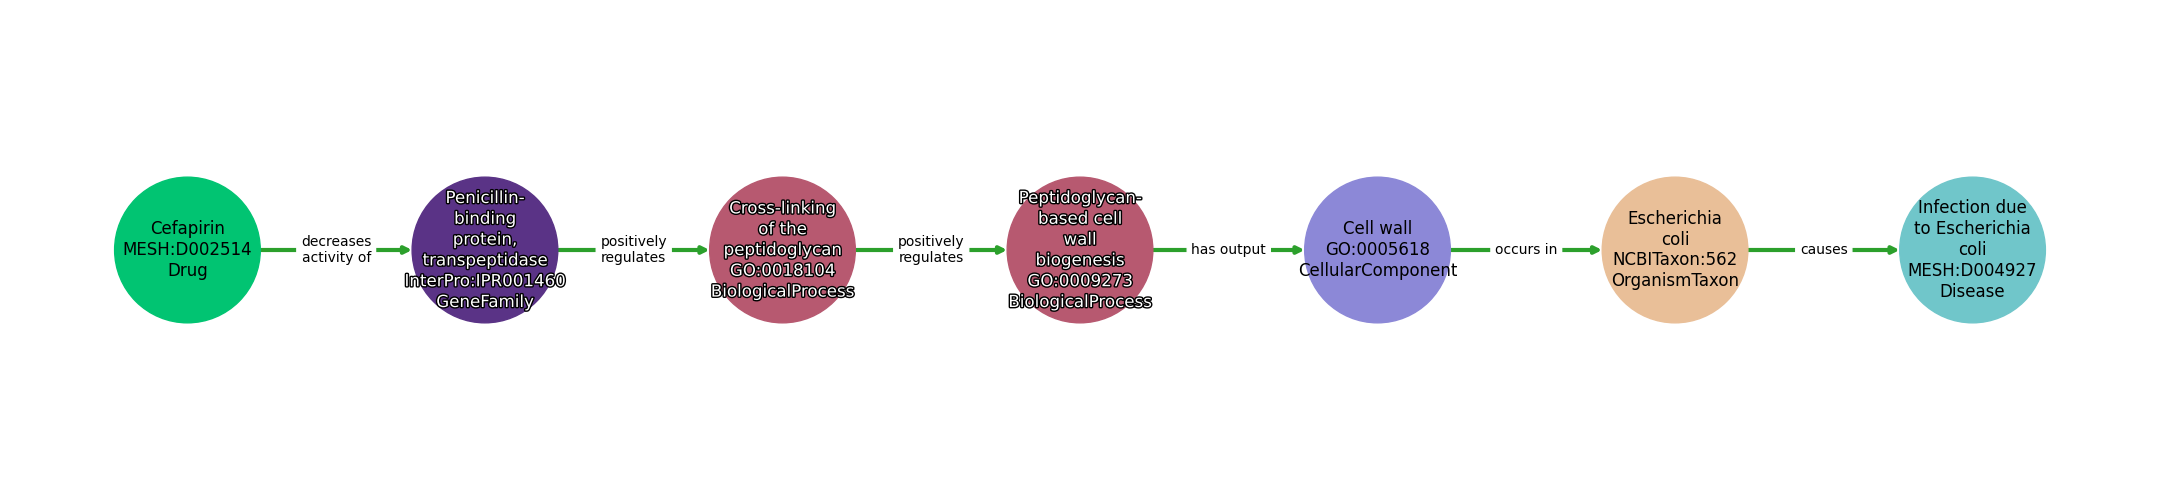 Cefapirin
MESH:D002514
Drug
decreases
activity of
Penicillin-
binding
protein,
transpeptidase
InterPro:IPR001460
GeneFamily
positively
regulates
Cross-linking
of the
peptidoglycan
GO:0018104
BiologicalProcess
positively
regulates
Peptidoglycan-
based cell
wall
biogenesis
GO:0009273
BiologicalProcess
has output
Cell wall
GO:0005618
CellularComponent
occurs in
Escherichia
coli
NCBITaxon:562
OrganismTaxon
causes
Infection due
to Escherichia
coli
MESH:D004927
Disease